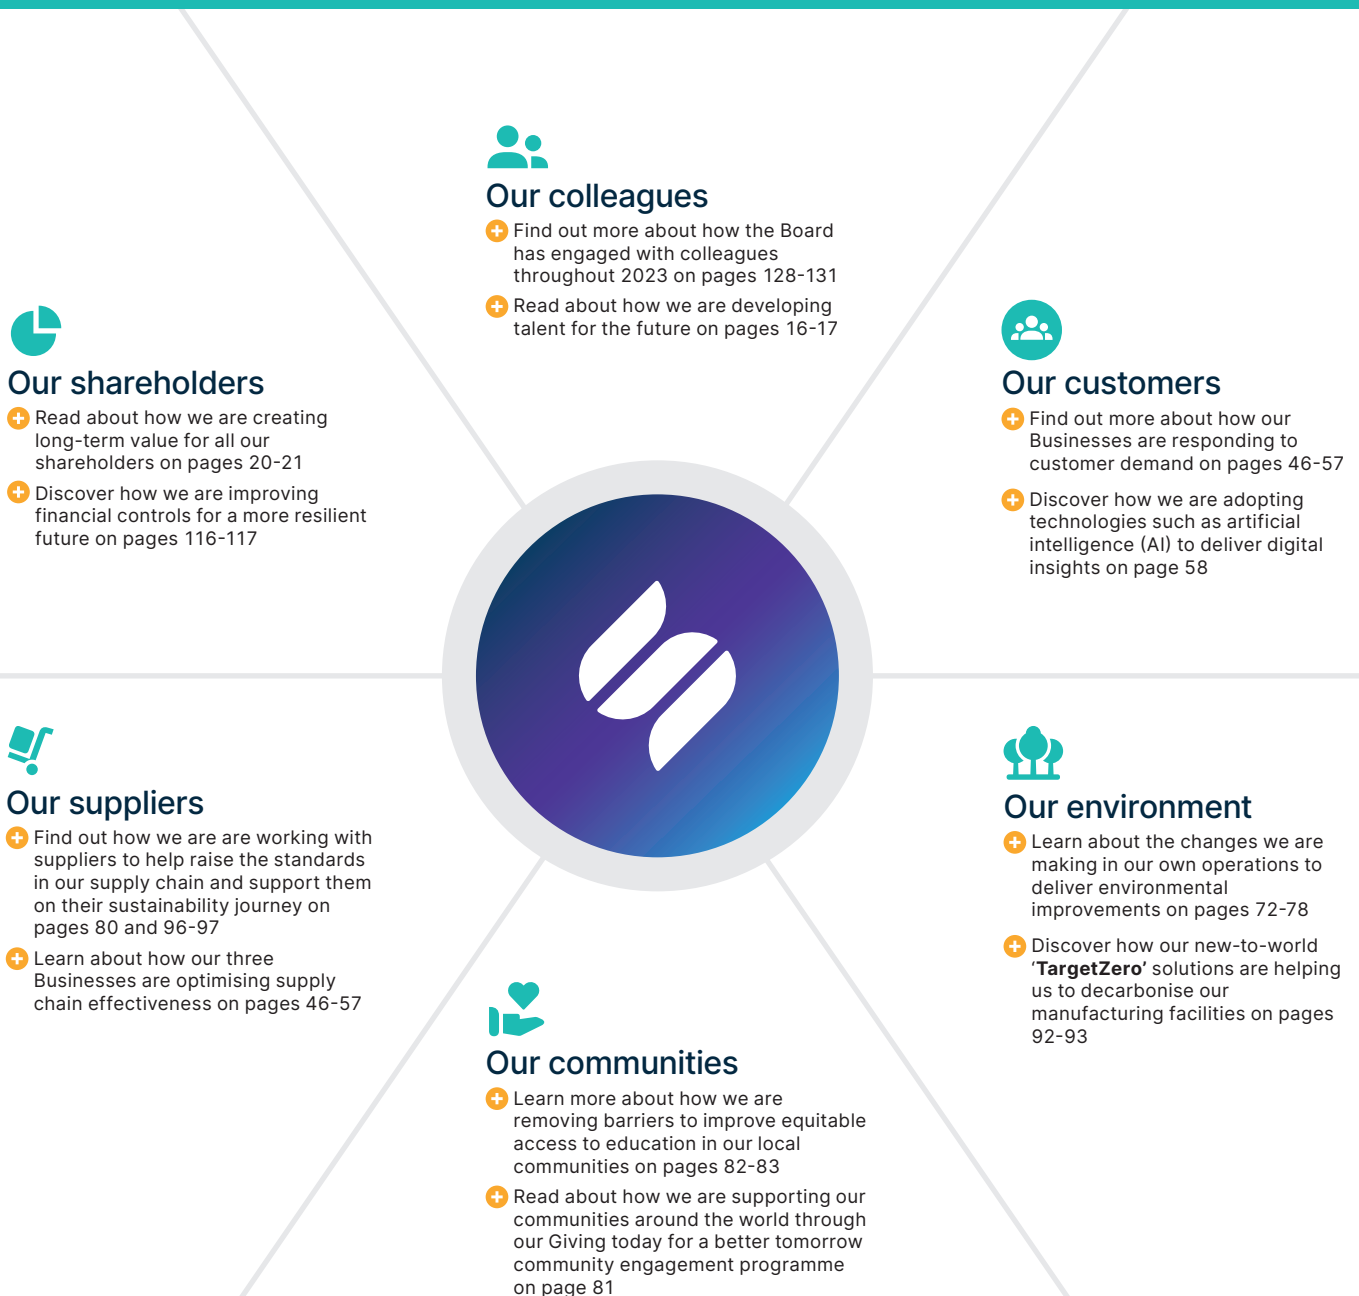 Our colleagues
Find out more about how the Board
has engaged with colleagues
throughout 2023 on pages 128-131
Read about how we are developing
talent for the future on pages 16-17
Our shareholders
Read about how we are creating
long-term value for all our
shareholders on pages 20-21
Discover how we are improving
financial controls for a more resilient
future on pages 116-117
Our customers
Find out more about how our
Businesses are responding to
customer demand on pages 46-57
Discover how we are adopting
technologies such as artificial
intelligence (AI) to deliver digital
insights on page 58
Our suppliers
Find out how we are are working with
suppliers to help raise the standards
in our supply chain and support them
on their sustainability journey on
pages 80 and 96-97
Learn about how our three
Businesses are optimising supply
chain effectiveness on pages 46-57
Our environment
Learn about the changes we are
making in our own operations to
deliver environmental
improvements on pages 72-78
Discover how our new-to-world
‘TargetZero’ solutions are helping
us to decarbonise our
manufacturing facilities on pages
92-93
Our communities
Learn more about how we are
removing barriers to improve equitable
access to education in our local
communities on pages 82-83
Read about how we are supporting our
communities around the world through
our Giving today for a better tomorrow
community engagement programme
on page 81